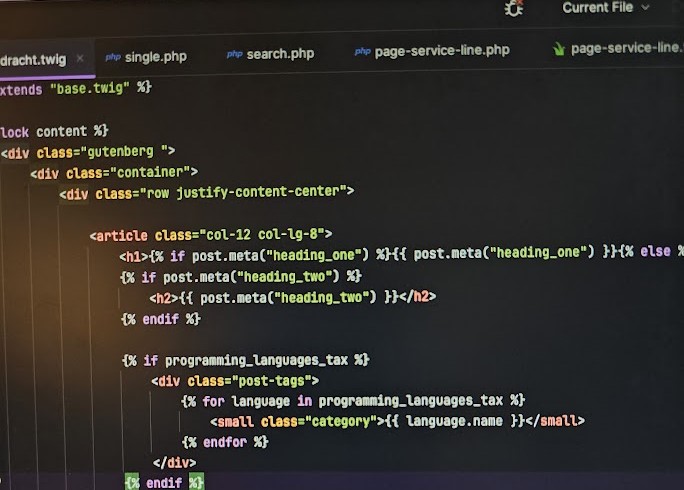 Current File
dracht.twig × php single.php php search.php php page-service-line.php page-service-line.
xtends "base.twig" %}
lock content %}
<div class="gutenberg ">
<div class="container">
<div class="row justify-content-center">
<article class="col-12 col-lg-8">
<h1>{% if post.meta("heading_one") %}{{ post.meta("heading_one") }}{% else %
{% if post.meta("heading_two") %}
<h2>{{ post.meta("heading_two") }}</h2>
{% endif %}
{% if programming_languages_tax %}
<div class="post-tags">
{% for language in programming_languages_tax %}
<small class="category">{{ language.name }}</small>
{% endfor %}
</div>
{% endif %}